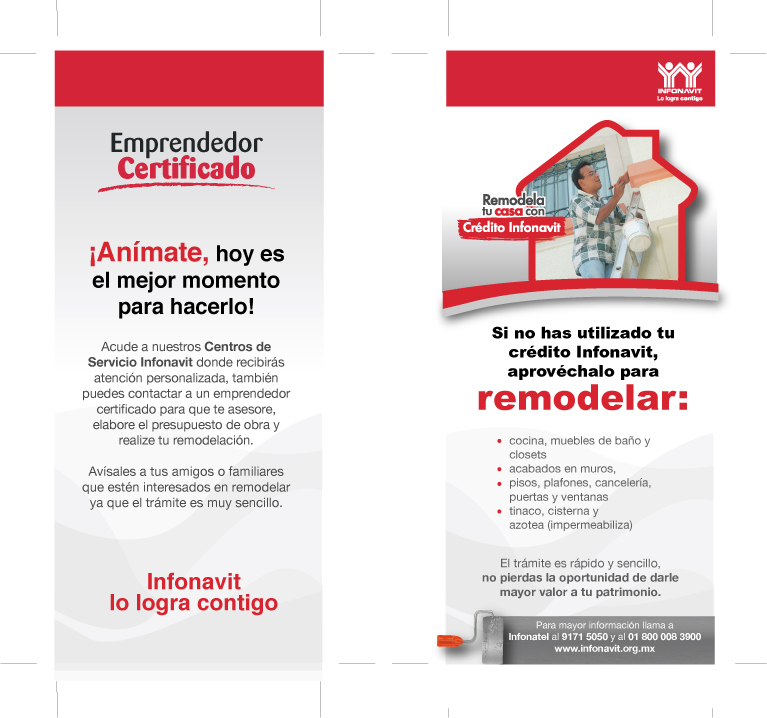 Emprendedor
Certificado
¡Anímate, hoy es
el mejor momento
para hacerlo!
Acude a nuestros Centros de
Servicio Infonavit donde recibirás
atención personalizada, también
puedes contactar a un emprendedor
certificado para que te asesore,
elabore el presupuesto de obra y
realize tu remodelación.
Avísales a tus amigos o familiares
que estén interesados en remodelar
ya que el trámite es muy sencillo.
Infonavit
lo logra contigo
INFONAVIT
Lo logra contigo
Remodela
tu casa con
Crédito Infonavit
Si no has utilizado tu
crédito Infonavit,
aprovéchalo para
remodelar:
• cocina, muebles de baño y
closets
• acabados en muros,
• pisos, plafones, cancelería,
puertas y ventanas
• tinaco, cisterna y
azotea (impermeabiliza)
El trámite es rápido y sencillo,
no pierdas la oportunidad de darle
mayor valor a tu patrimonio.
Para mayor información llama a
Infonatel al 9171 5050 y al 01 800 008 3900
www.infonavit.org.mx